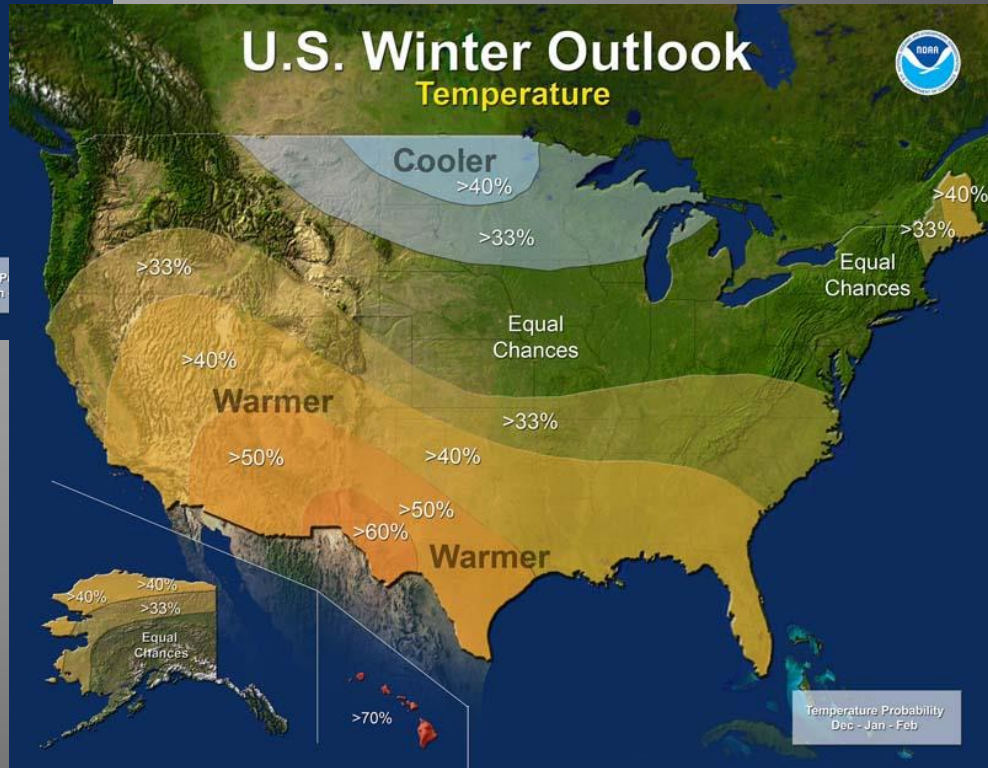 U.S. Winter Outlook
Temperature
NOAA
Cooler
>40%
>33%
>40%
>33%
Equal
Chances
>33%
Equal
Chances
>40%
Warmer
>33%
>50%
>40%
>50%
>60%
Warmer
>40%
>40%
>33%
Equal
Chances
>70%
Temperature Probability
Dec - Jan - Feb